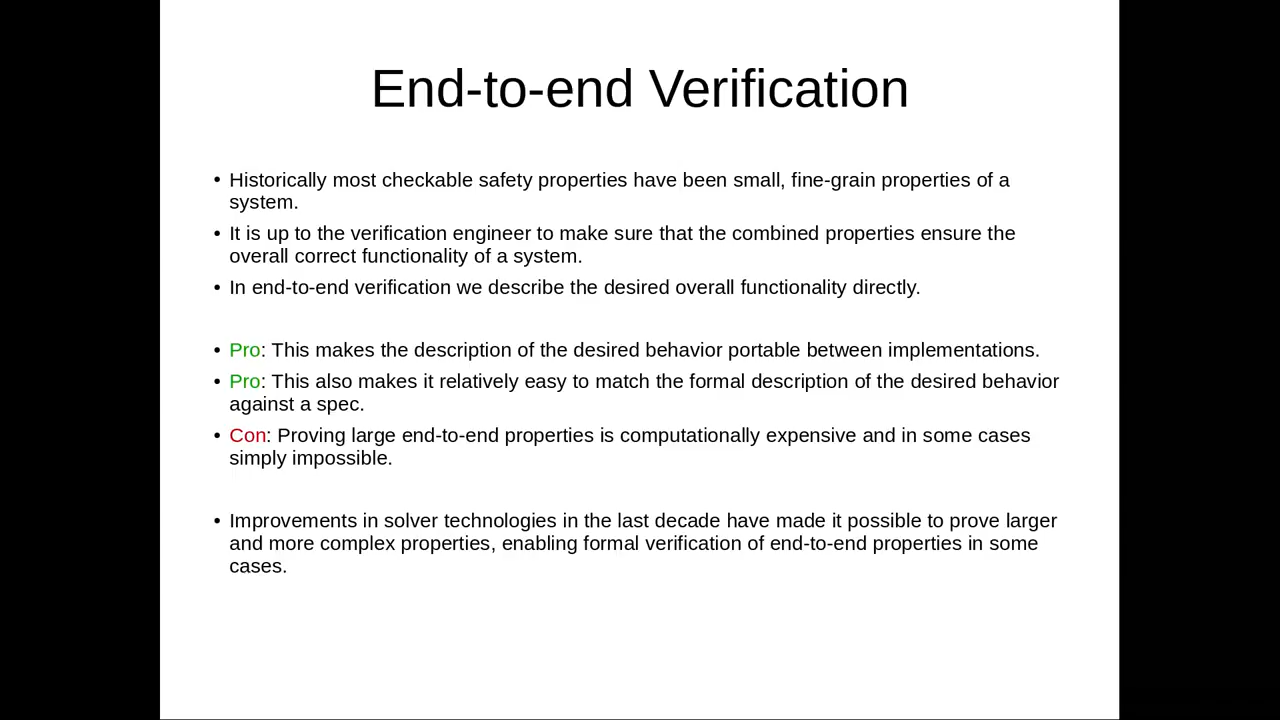 End-to-end Verification
• Historically most checkable safety properties have been small, fine-grain properties of a
system.
• It is up to the verification engineer to make sure that the combined properties ensure the
overall correct functionality of a system.
• In end-to-end verification we describe the desired overall functionality directly.
• Pro: This makes the description of the desired behavior portable between implementations.
• Pro: This also makes it relatively easy to match the formal description of the desired behavior
against a spec.
• Con: Proving large end-to-end properties is computationally expensive and in some cases
simply impossible.
• Improvements in solver technologies in the last decade have made it possible to prove larger
and more complex properties, enabling formal verification of end-to-end properties in some
cases.